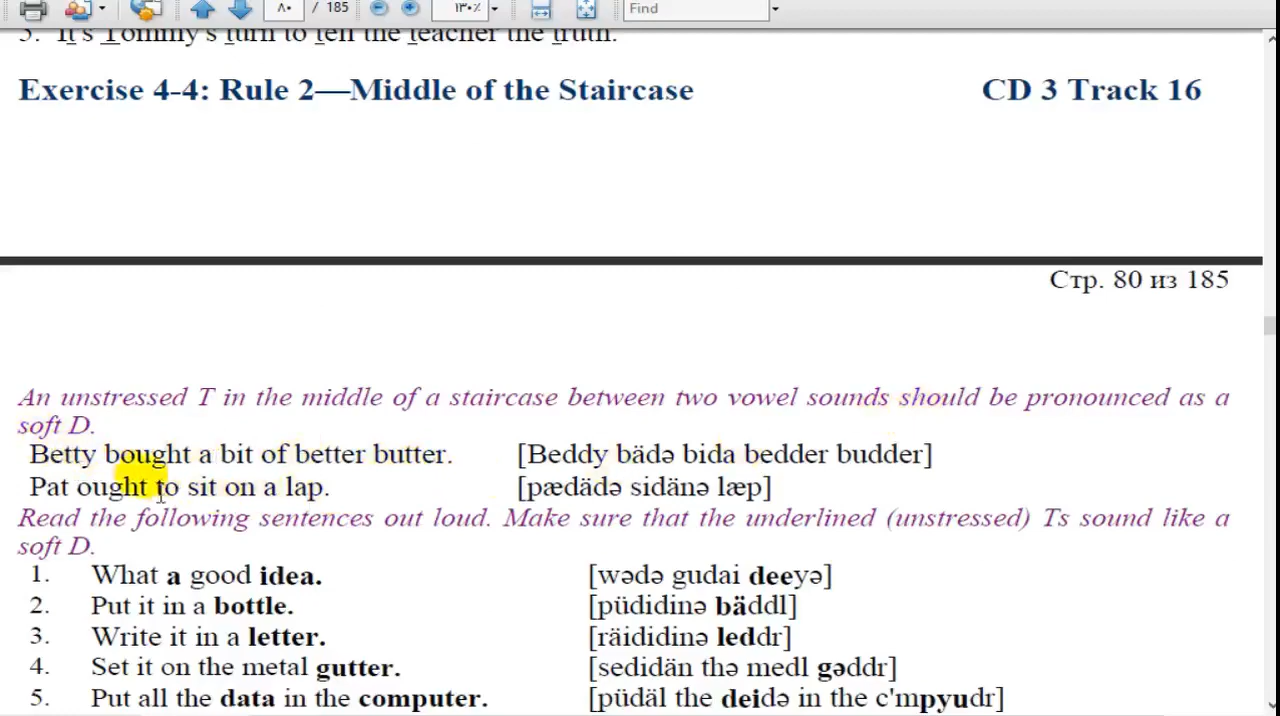 ۸۰ / 185 ۱۳۰٪ Find
5. It's Tommy's turn to tell the teacher the truth.
Exercise 4-4: Rule 2—Middle of the Staircase CD 3 Track 16
Стр. 80 из 185
An unstressed T in the middle of a staircase between two vowel sounds should be pronounced as a
soft D.
Betty bought a bit of better butter. [Beddy bädə bida bedder budder]
Pat ought to sit on a lap. [pædädə sidänə læp]
Read the following sentences out loud. Make sure that the underlined (unstressed) Ts sound like a
soft D.
1. What a good idea. [wədə gudai deeyə]
2. Put it in a bottle. [püdidinə bäddl]
3. Write it in a letter. [räididinə leddr]
4. Set it on the metal gutter. [sedidän thə medl gəddr]
5. Put all the data in the computer. [püdäl the deidə in the c'mpyudr]